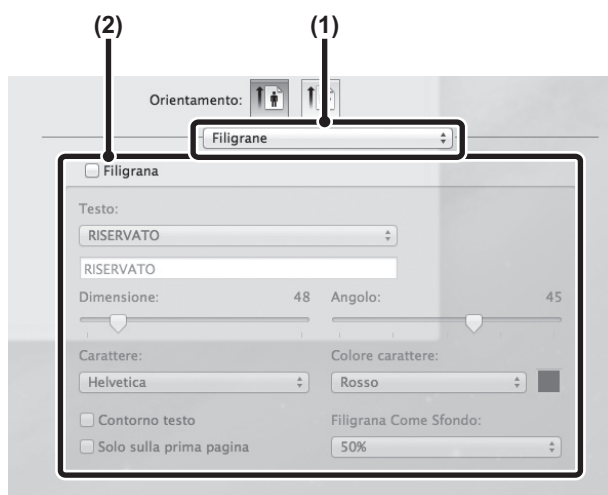 (2) (1)
Orientamento:
Filigrane
Filigrana
Testo:
RISERVATO
RISERVATO
Dimensione: 48 Angolo: 45
Carattere: Colore carattere:
Helvetica Rosso
Contorno testo Filigrana Come Sfondo:
Solo sulla prima pagina 50%